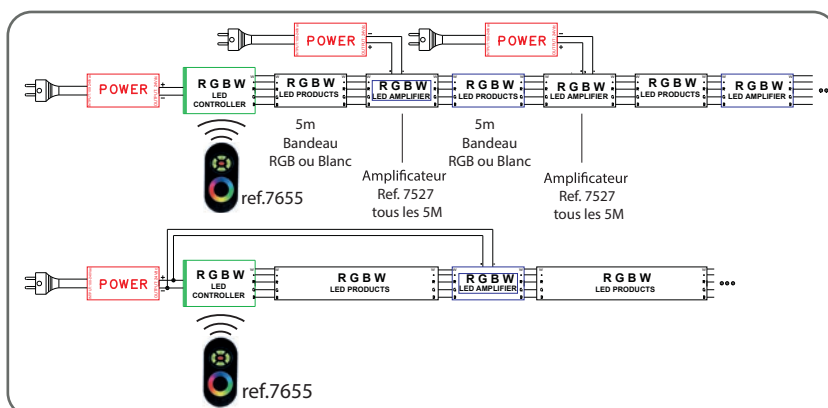 POWER
POWER
POWER
RGBW
LED
CONTROLLER
RGBW
LED PRODUCTS
RGBW
LED AMPLIFIER
RGBW
LED PRODUCTS
RGBW
LED AMPLIFIER
RGBW
LED PRODUCTS
RGBW
LED AMPLIFIER
5m
Bandeau
RGB ou Blanc
Amplificateur
Ref. 7527
tous les 5M
5m
Bandeau
RGB ou Blanc
Amplificateur
Ref. 7527
tous les 5M
ref.7655
POWER
RGBW
LED
CONTROLLER
RGBW
LED PRODUCTS
RGBW
LED AMPLIFIER
RGBW
LED PRODUCTS
ref.7655